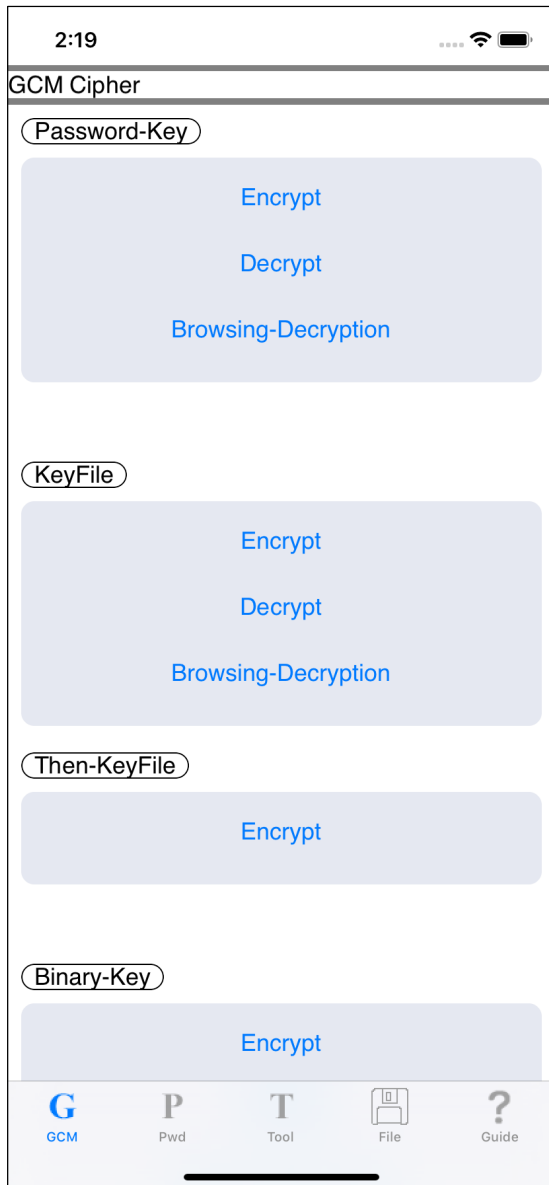 2:19
GCM Cipher
Password-Key
Encrypt
Decrypt
Browsing-Decryption
KeyFile
Encrypt
Decrypt
Browsing-Decryption
Then-KeyFile
Encrypt
Binary-Key
Encrypt
G P T ?
GCM Pwd Tool File Guide